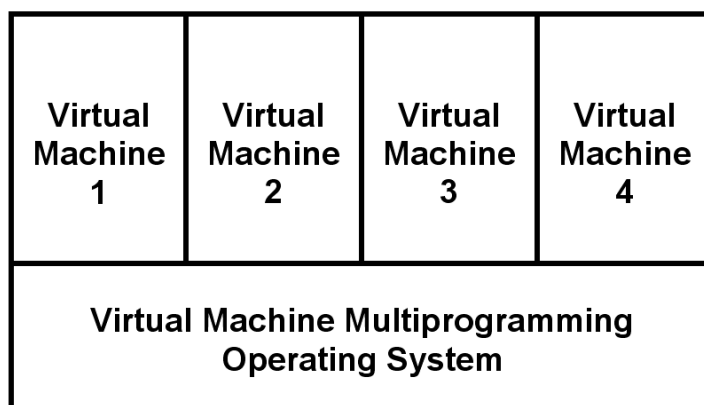 Virtual
Machine
1
Virtual
Machine
2
Virtual
Machine
3
Virtual
Machine
4
Virtual Machine Multiprogramming
Operating System